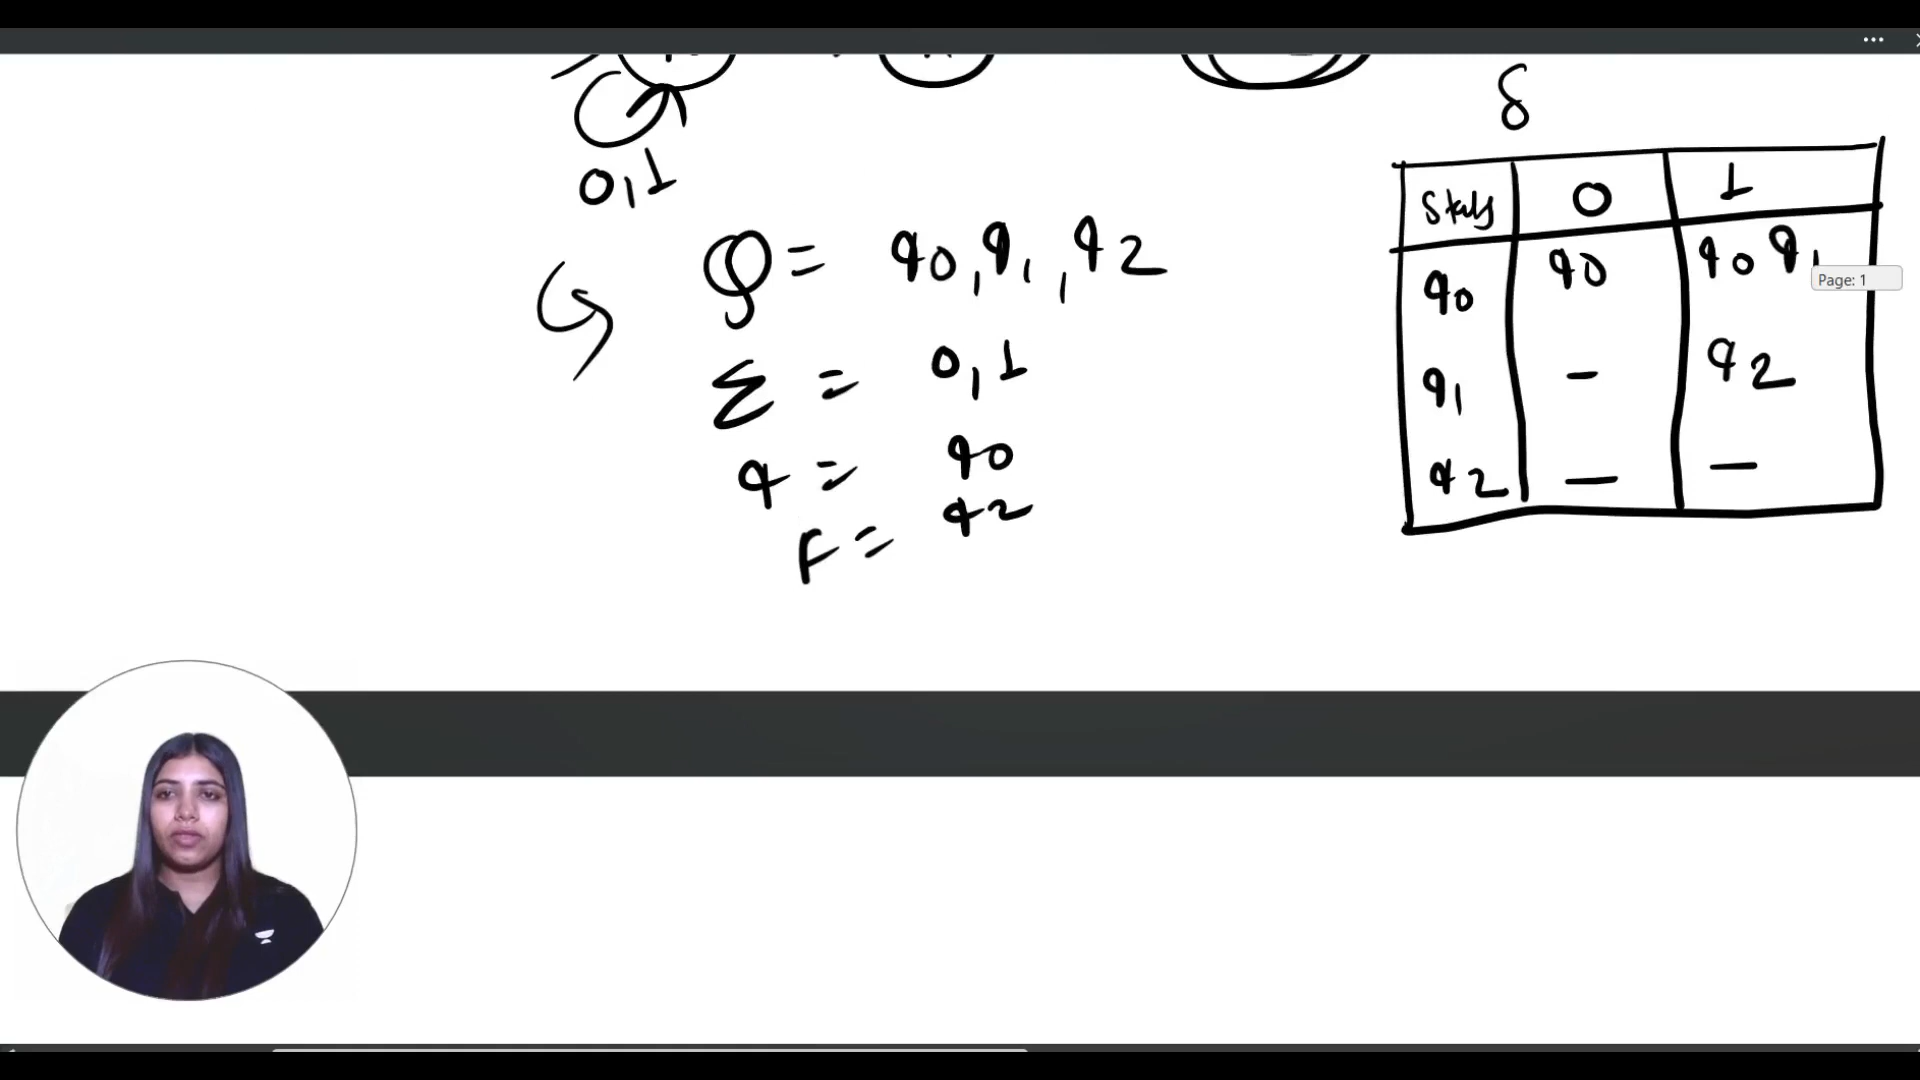 δ
0,1
States 0 1
Q = q0, q1, q2
q0 q0 q0 q1
Page: 1
Σ = 0,1
q1 - q2
q = q0
q2 - -
F = q2